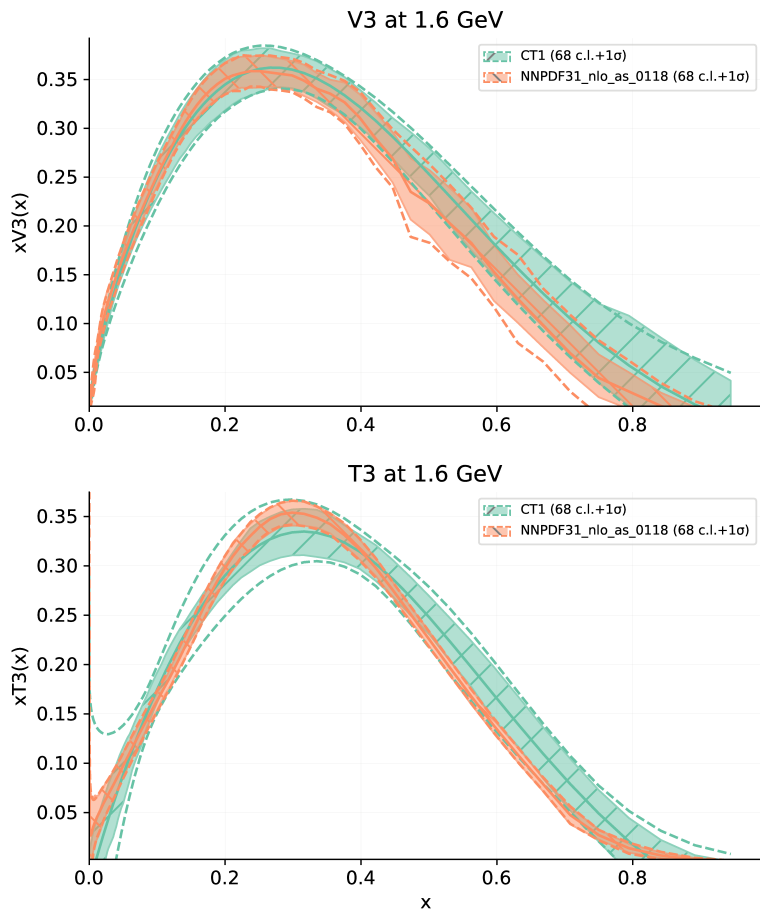 V3 at 1.6 GeV
CT1 (68 c.l.+1σ)
NNPDF31_nlo_as_0118 (68 c.l.+1σ)
xV3(x)
0.35
0.30
0.25
0.20
0.15
0.10
0.05
0.0 0.2 0.4 0.6 0.8
T3 at 1.6 GeV
CT1 (68 c.l.+1σ)
NNPDF31_nlo_as_0118 (68 c.l.+1σ)
xT3(x)
0.35
0.30
0.25
0.20
0.15
0.10
0.05
0.0 0.2 0.4 0.6 0.8
x